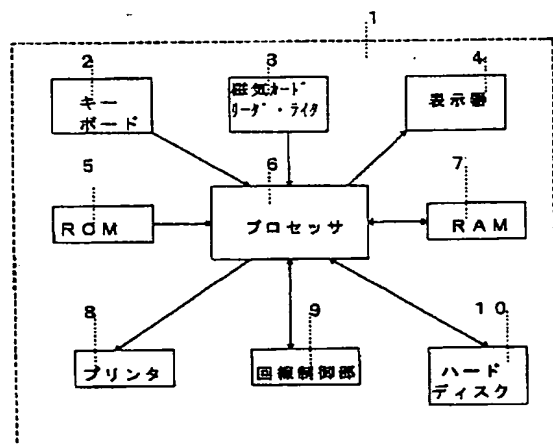 1
2
3
4
キー
ボード
磁気カード
リーダ・ライタ
表示器
5
6
7
ROM
プロセッサ
RAM
8
9
10
プリンタ
回線制御部
ハード
ディスク